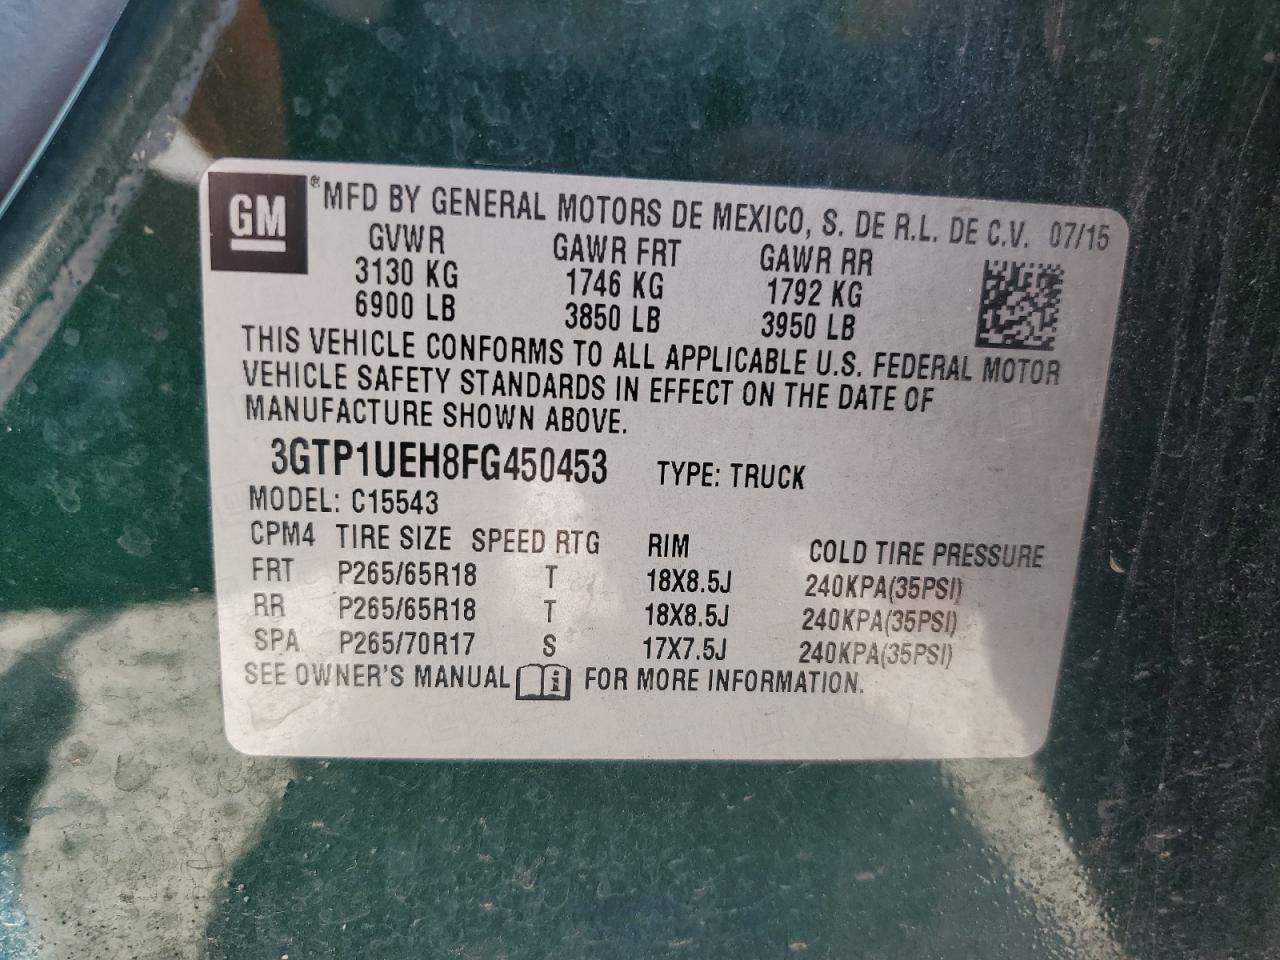 GM ® MFD BY GENERAL MOTORS DE MEXICO, S. DE R.L. DE C.V. 07/15
GVWR GAWR FRT GAWR RR
3130 KG 1746 KG 1792 KG
6900 LB 3850 LB 3950 LB
THIS VEHICLE CONFORMS TO ALL APPLICABLE U.S. FEDERAL MOTOR
VEHICLE SAFETY STANDARDS IN EFFECT ON THE DATE OF
MANUFACTURE SHOWN ABOVE.
3GTP1UEH8FG450453 TYPE: TRUCK
MODEL: C15543
CPM4 TIRE SIZE SPEED RTG RIM COLD TIRE PRESSURE
FRT P265/65R18 T 18X8.5J 240KPA(35PSI)
RR P265/65R18 T 18X8.5J 240KPA(35PSI)
SPA P265/70R17 S 17X7.5J 240KPA(35PSI)
SEE OWNER'S MANUAL i FOR MORE INFORMATION.